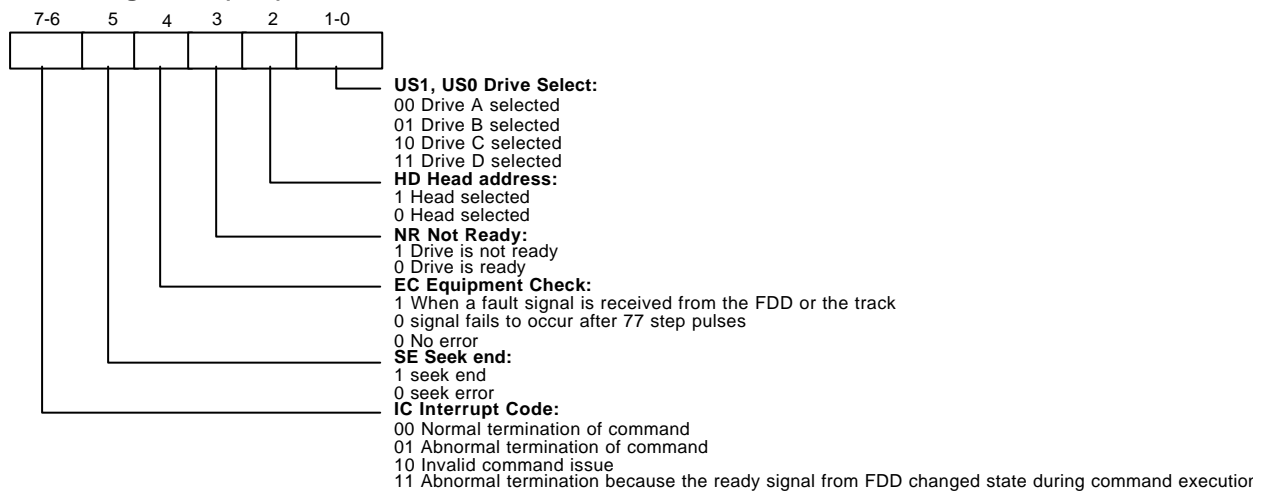 7-6 5 4 3 2 1-0
US1, US0 Drive Select:
00 Drive A selected
01 Drive B selected
10 Drive C selected
11 Drive D selected
HD Head address:
1 Head selected
0 Head selected
NR Not Ready:
1 Drive is not ready
0 Drive is ready
EC Equipment Check:
1 When a fault signal is received from the FDD or the track
0 signal fails to occur after 77 step pulses
0 No error
SE Seek end:
1 seek end
0 seek error
IC Interrupt Code:
00 Normal termination of command
01 Abnormal termination of command
10 Invalid command issue
11 Abnormal termination because the ready signal from FDD changed state during command execution